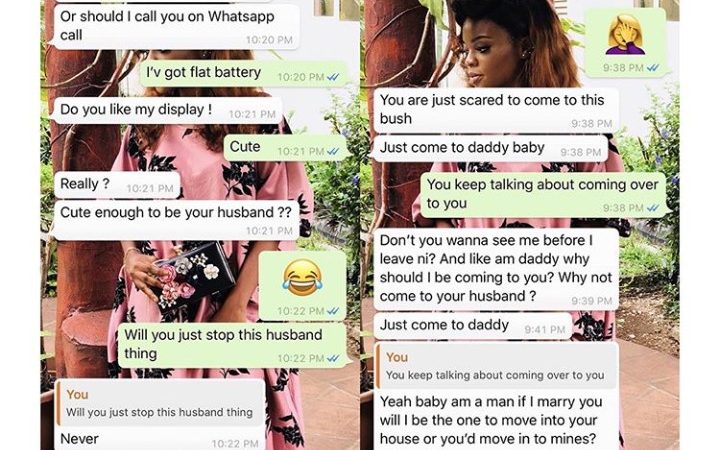 Or should I call you on Whatsapp
call
10:20 PM
I'v got flat battery 10:20 PM
Do you like my display ! 10:21 PM
Cute 10:21 PM
Really ? 10:21 PM
Cute enough to be your husband ??
10:21 PM
10:22 PM
Will you just stop this husband
thing
10:22 PM
You
Will you just stop this husband thing
Never 10:22 PM
9:38 PM
You are just scared to come to this
bush
9:38 PM
Just come to daddy baby 9:38 PM
You keep talking about coming over
to you
9:38 PM
Don't you wanna see me before I
leave ni? And like am daddy why
should I be coming to you? Why not
come to your husband ? 9:39 PM
Just come to daddy 9:41 PM
You
You keep talking about coming over to you
Yeah baby am a man if I marry you
will I be the one to move into your
house or you'd move in to mines?